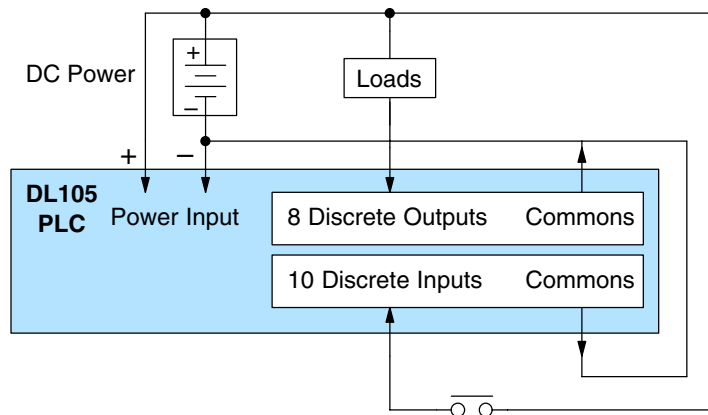 +
DC Power
−
Loads
+
−
DL105
PLC
Power Input
8 Discrete Outputs Commons
10 Discrete Inputs Commons